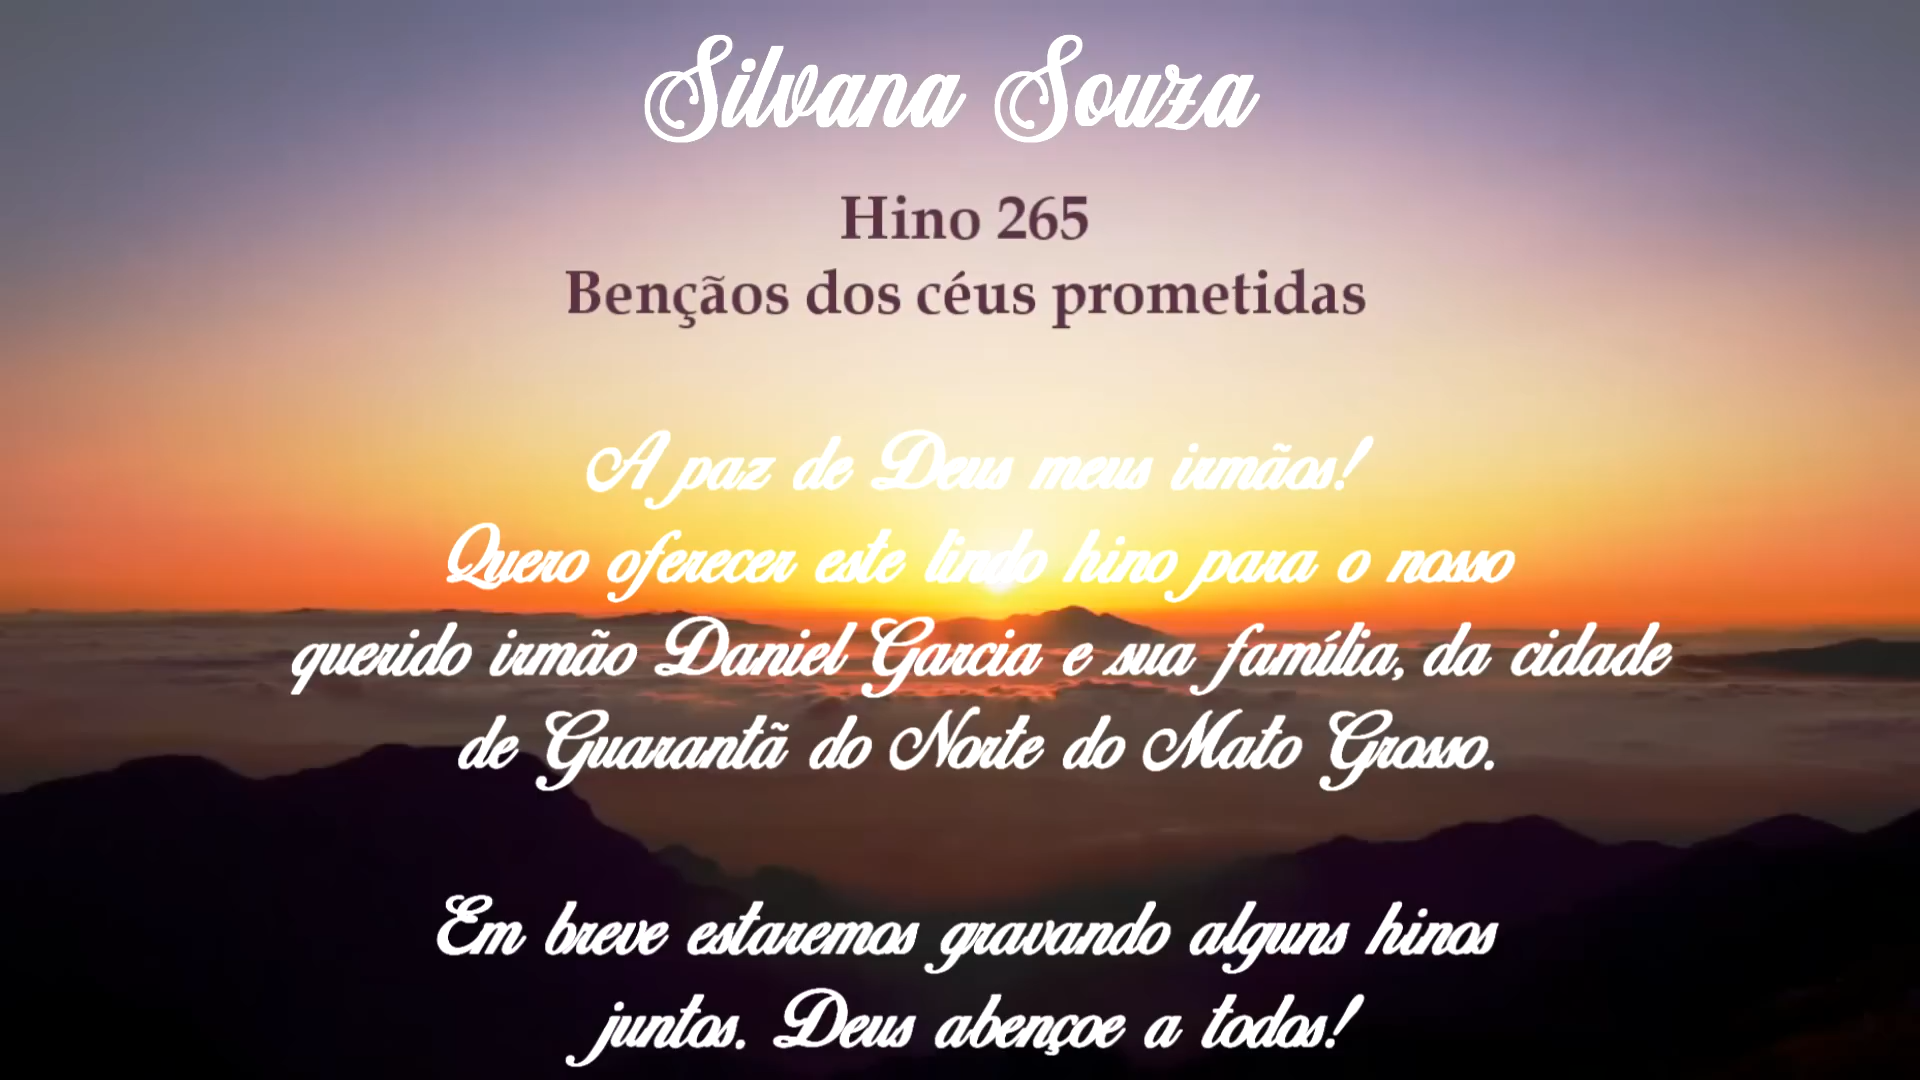 Silvana Souza
Hino 265
Bençãos dos céus prometidas
A paz de Deus meus irmãos!
Quero oferecer este lindo hino para o nosso
querido irmão Daniel Garcia e sua família, da cidade
de Guarantã do Norte do Mato Grosso.
Em breve estaremos gravando alguns hinos
juntos. Deus abençoe a todos!